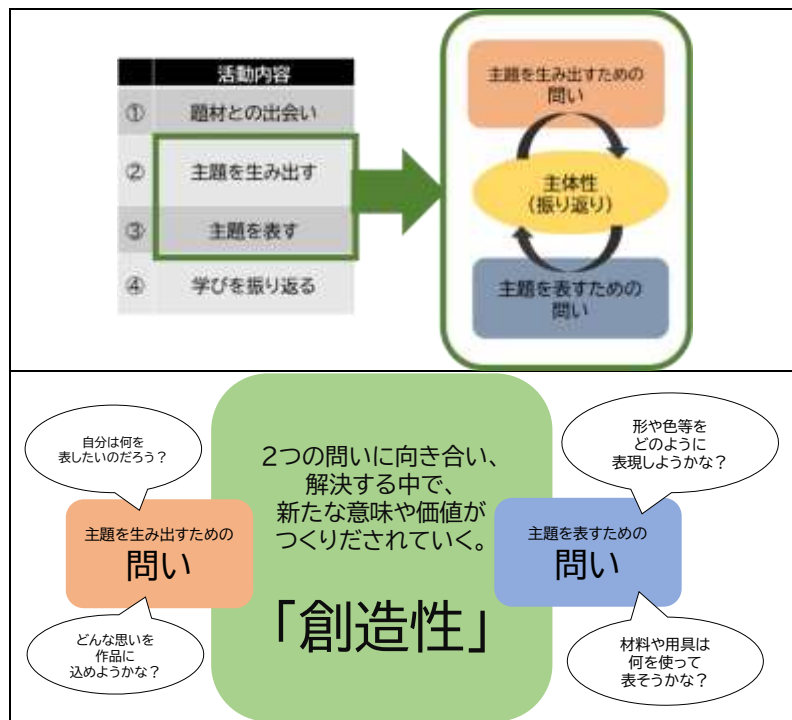 活動内容
① 題材との出会い
② 主題を生み出す
③ 主題を表す
④ 学びを振り返る
主題を生み出すための
問い
主体性
(振り返り)
主題を表すための
問い
自分は何を
表したいのだろう？
主題を生み出すための
問い
どんな思いを
作品に
込めようかな？
2つの問いに向き合い、
解決する中で、
新たな意味や価値が
つくりだされていく。
「創造性」
形や色等を
どのように
表現しようかな？
主題を表すための
問い
材料や用具は
何を使って
表そうかな？